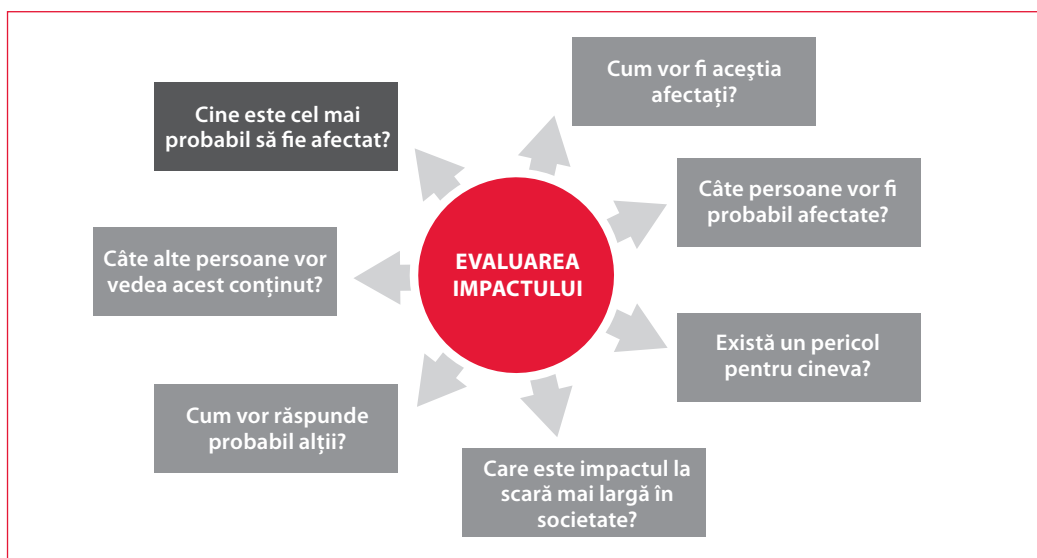 Cine este cel mai
probabil să fie afectat?
Cum vor fi aceştia
afectați?
Câte persoane vor fi
probabil afectate?
Există un pericol
pentru cineva?
Care este impactul la
scară mai largă în
societate?
Cum vor răspunde
probabil alții?
Câte alte persoane vor
vedea acest conținut?
EVALUAREA
IMPACTULUI